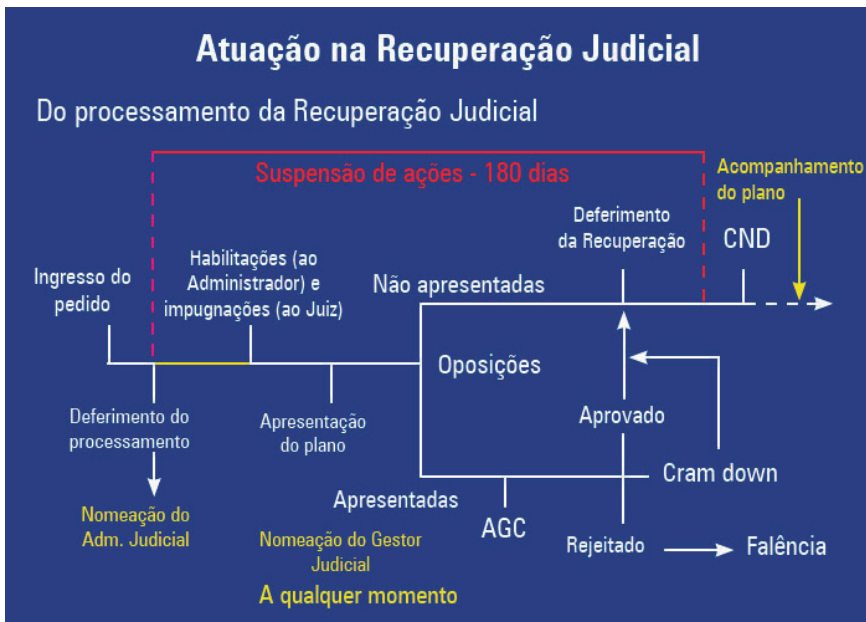 Atuação na Recuperação Judicial
Do processamento da Recuperação Judicial
Suspensão de ações - 180 dias
Acompanhamento
do plano
Deferimento
da Recuperação
CND
Ingresso do
pedido
Habilitações (ao
Administrador) e
impugnações (ao Juiz)
Não apresentadas
Oposições
Deferimento do
processamento
Apresentação
do plano
Aprovado
Cram down
Apresentadas
AGC
Nomeação do
Adm. Judicial
Nomeação do Gestor
Judicial
A qualquer momento
Rejeitado
Falência